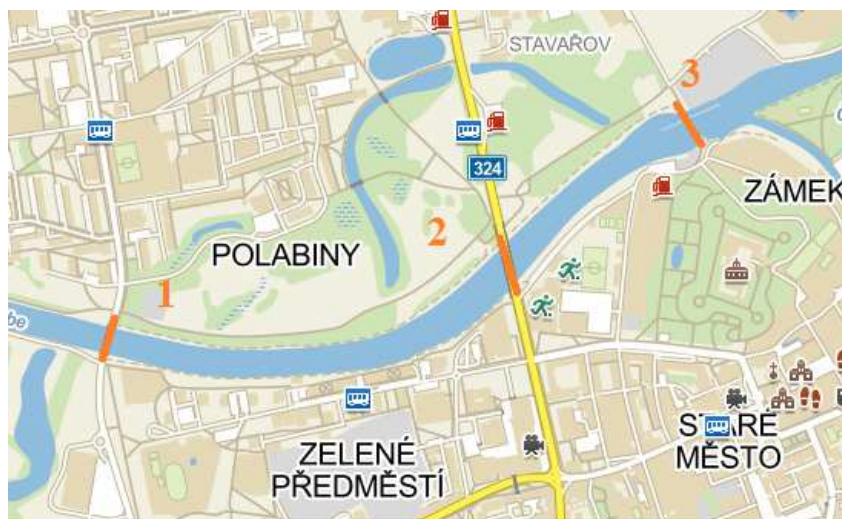 STAVAŘOV
3
324
ZÁMEK
2
POLABINY
1
be
STARÉ
MĚSTO
ZELENÉ
PŘEDMĚSTÍ